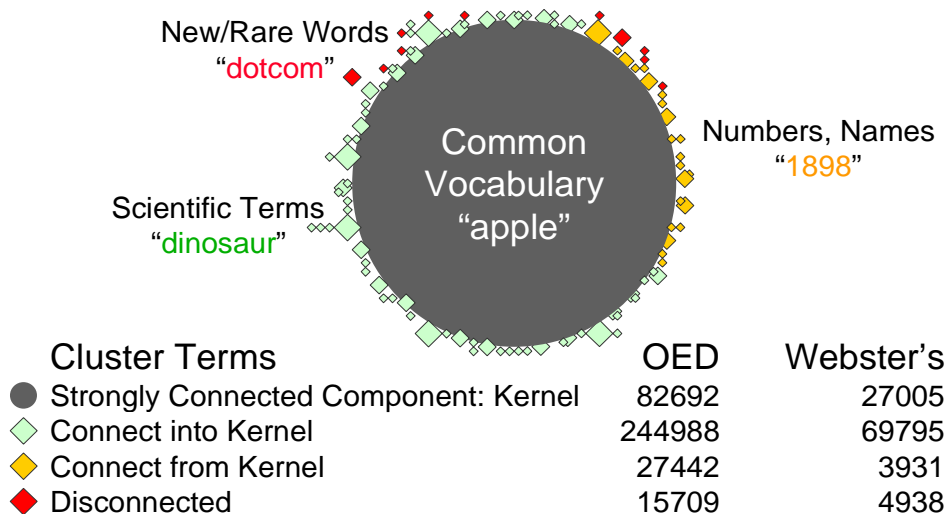 New/Rare Words
“dotcom”
Common
Vocabulary
“apple”
Numbers, Names
“1898”
Scientific Terms
“dinosaur”
Cluster Terms OED Webster's
Strongly Connected Component: Kernel 82692 27005
Connect into Kernel 244988 69795
Connect from Kernel 27442 3931
Disconnected 15709 4938